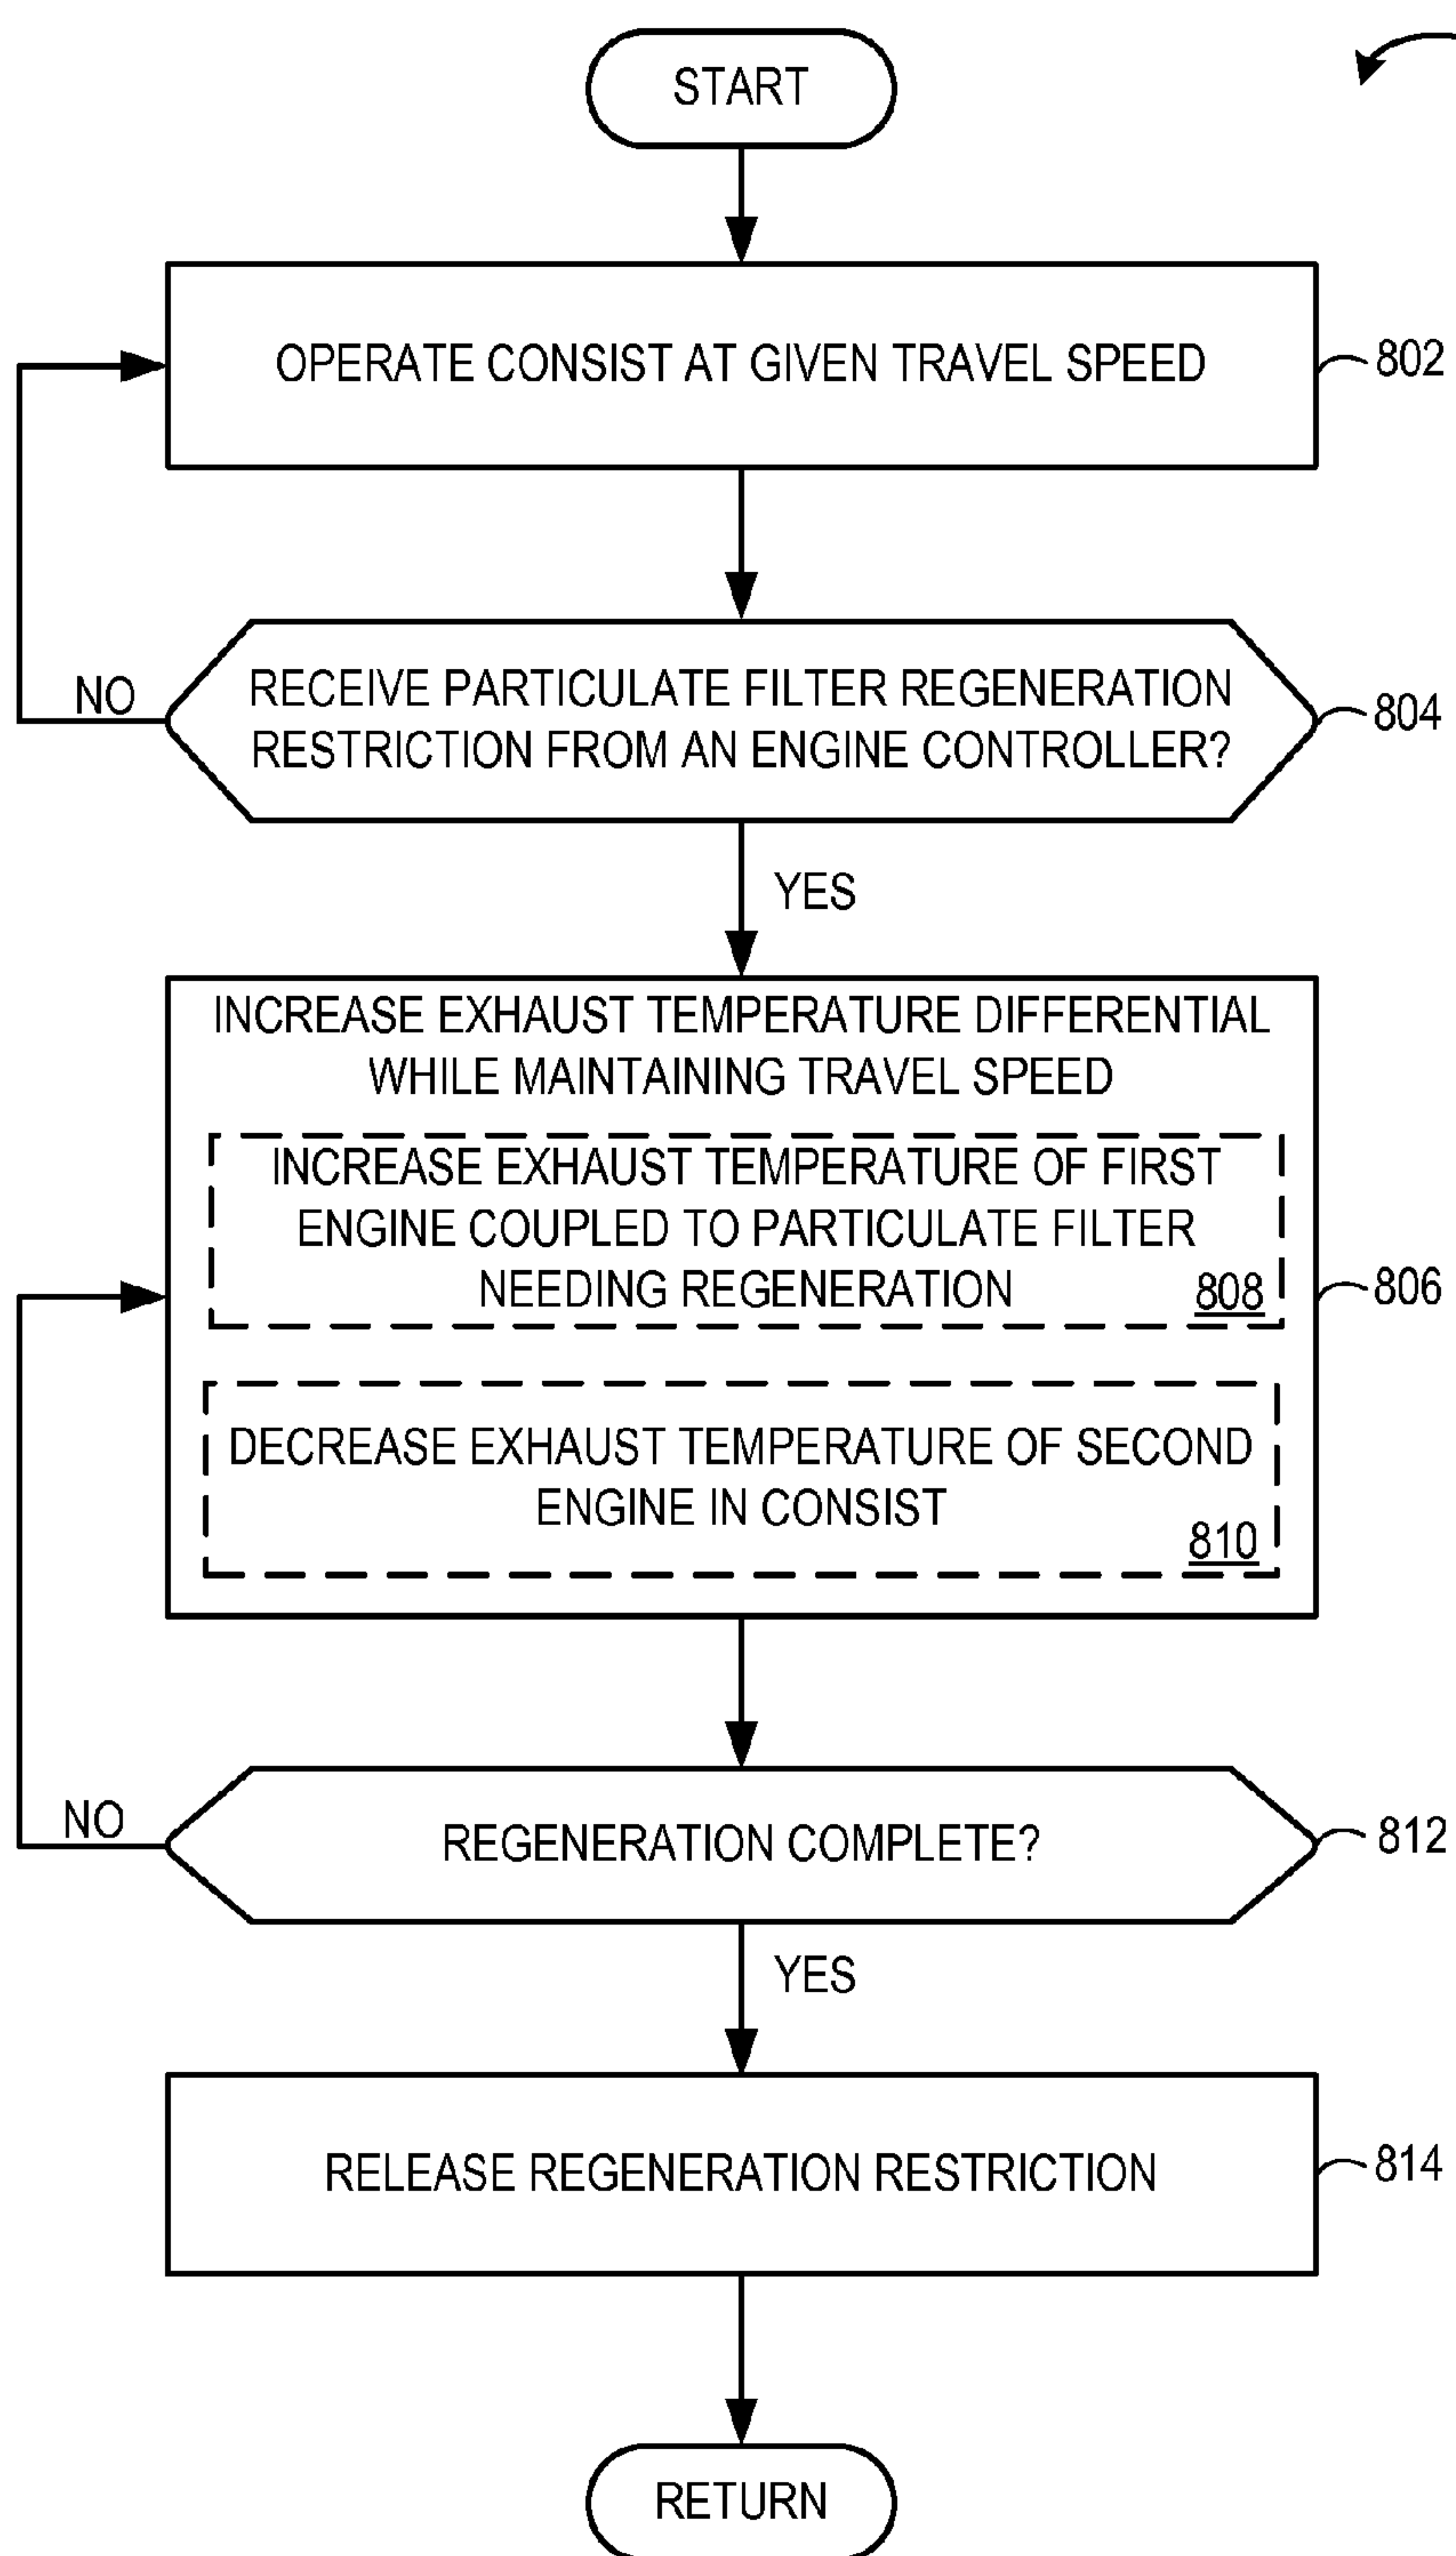 START
OPERATE CONSIST AT GIVEN TRAVEL SPEED
802
RECEIVE PARTICULATE FILTER REGENERATION
RESTRICTION FROM AN ENGINE CONTROLLER?
804
NO
YES
INCREASE EXHAUST TEMPERATURE DIFFERENTIAL
WHILE MAINTAINING TRAVEL SPEED
INCREASE EXHAUST TEMPERATURE OF FIRST
ENGINE COUPLED TO PARTICULATE FILTER
NEEDING REGENERATION
808
806
DECREASE EXHAUST TEMPERATURE OF SECOND
ENGINE IN CONSIST
810
NO
REGENERATION COMPLETE?
812
YES
RELEASE REGENERATION RESTRICTION
814
RETURN